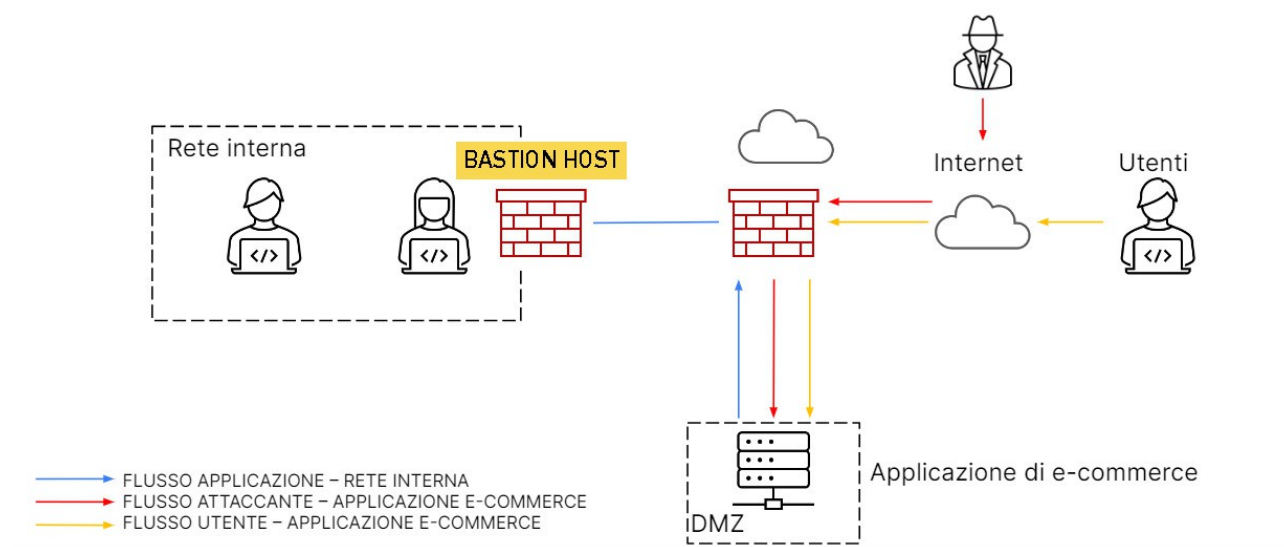 Rete interna
BASTION HOST
Internet
Utenti
</>
</>
</>
Applicazione di e-commerce
DMZ
FLUSSO APPLICAZIONE – RETE INTERNA
FLUSSO ATTACCANTE – APPLICAZIONE E-COMMERCE
FLUSSO UTENTE – APPLICAZIONE E-COMMERCE